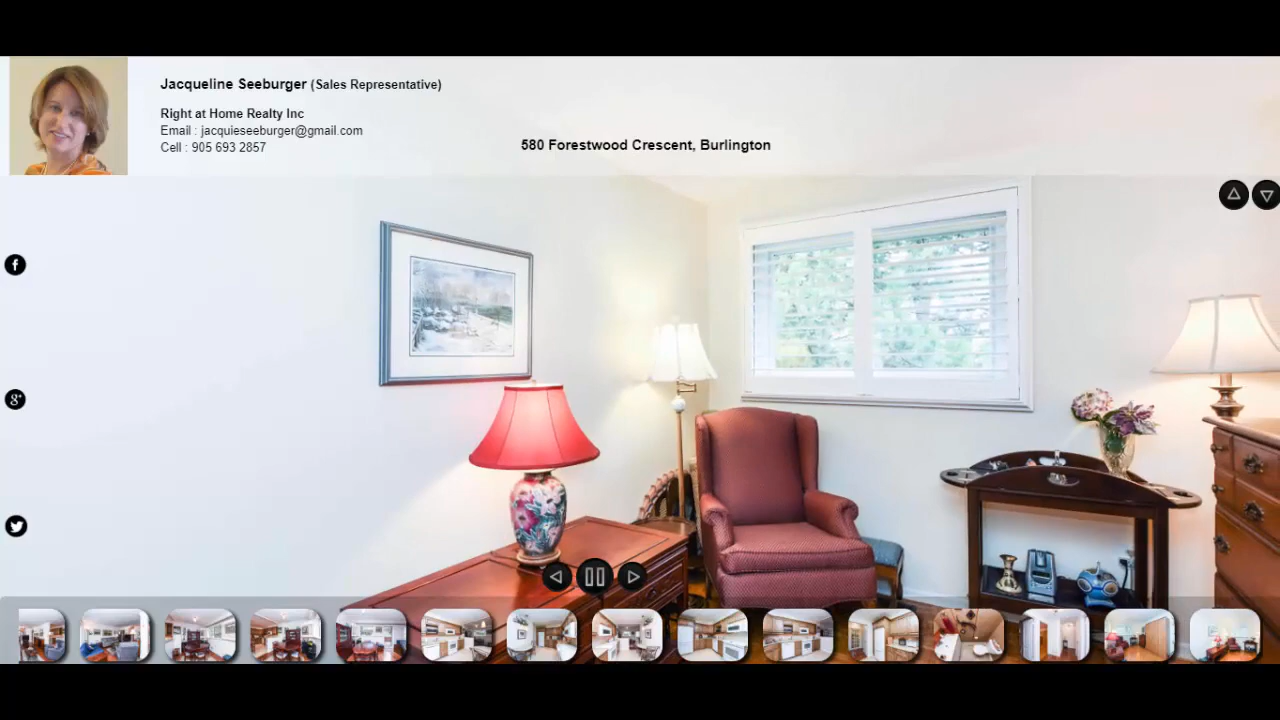 Jacqueline Seeburger (Sales Representative)
Right at Home Realty Inc
Email : jacquieseeburger@gmail.com
Cell : 905 693 2857
580 Forestwood Crescent, Burlington